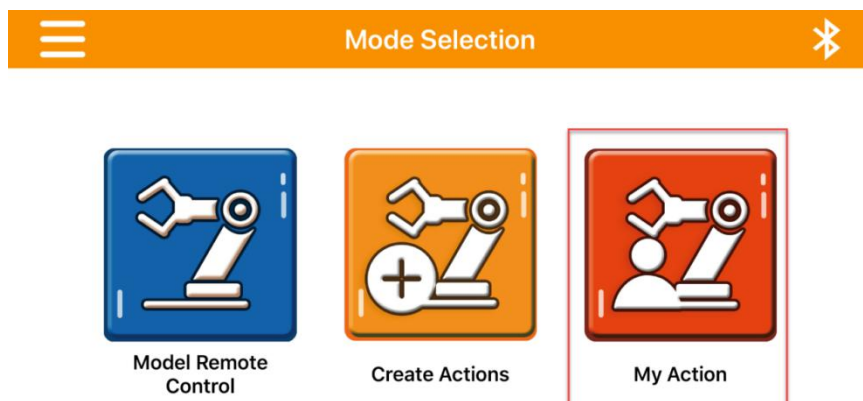 Mode Selection
Model Remote
Control
Create Actions
My Action